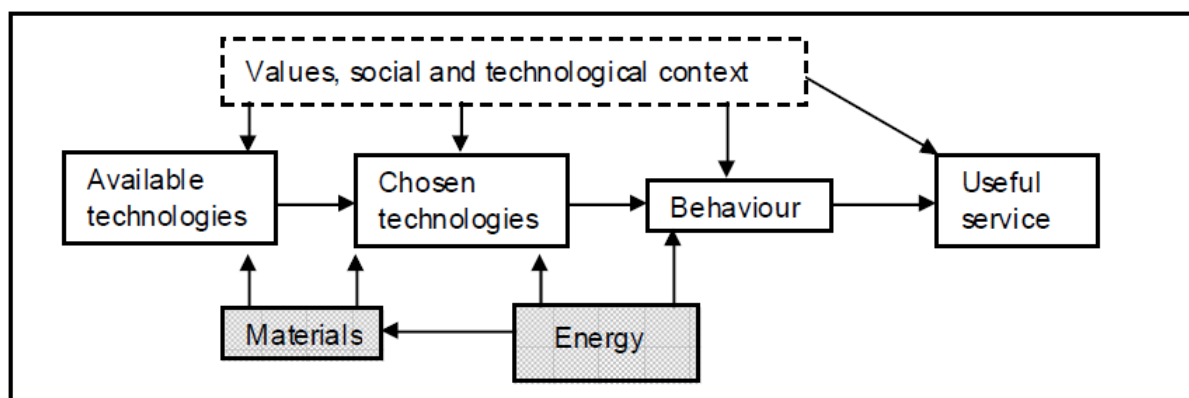 Values, social and technological context
Available
technologies
Chosen
technologies
Behaviour
Useful
service
Materials
Energy